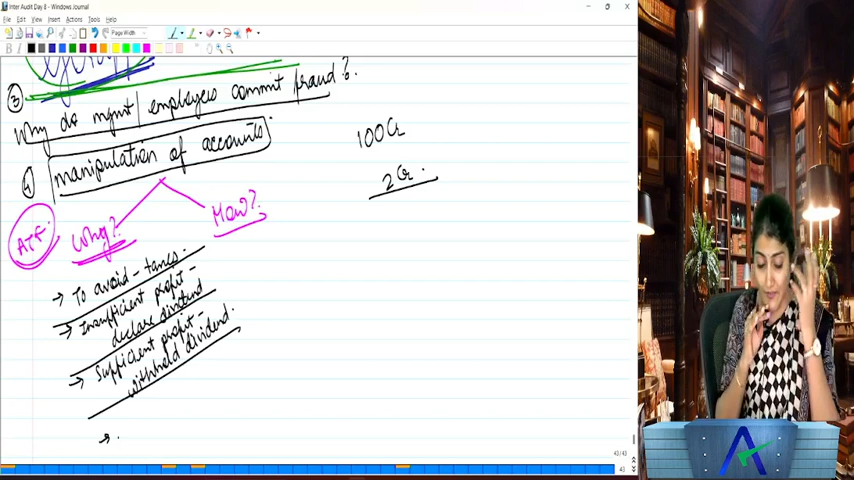 Inter Audit Day 8 - Windows Journal
File Edit View Insert Actions Tools Help
Page Width
3
Why do mgmt | employees commit fraud?
4 manipulation of accounts.
100 Cr
2 Cr.
ATF.
Why?
How?
→ To avoid - taxes.
→ Insufficient profit -
declare dividend
→ Sufficient profit -
withhold dividend.
→ .
43/43
43